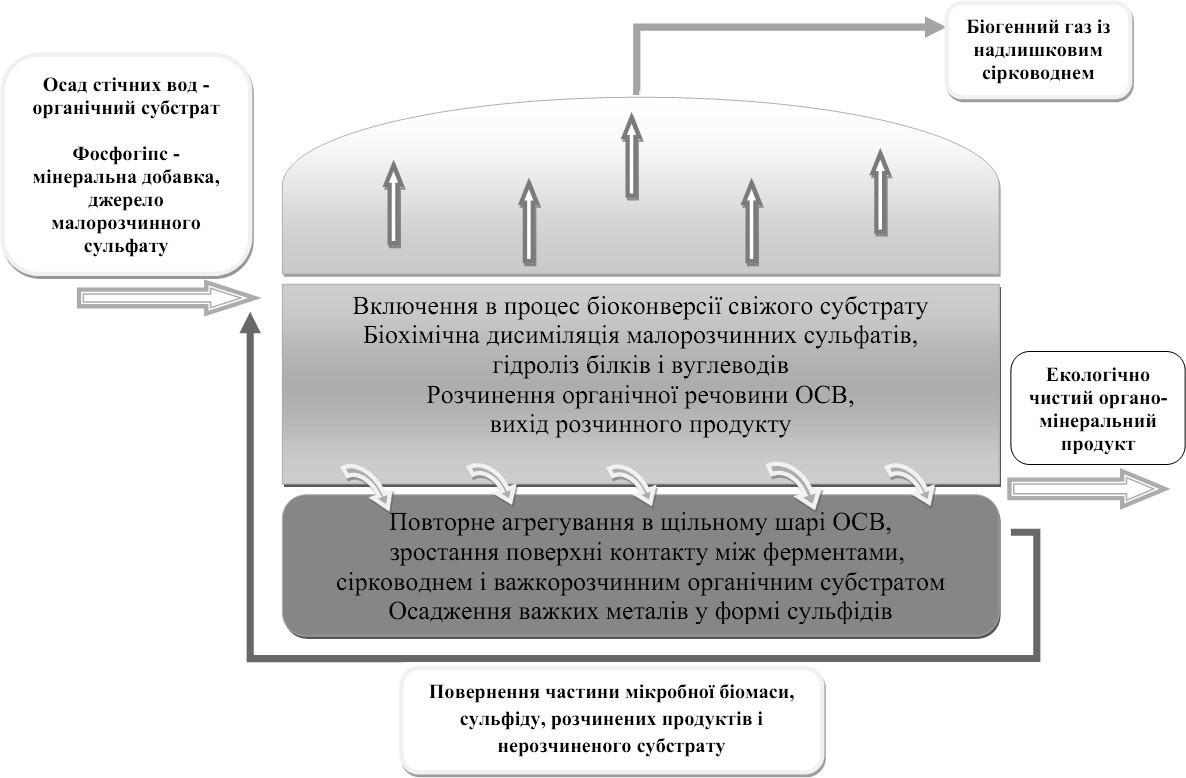 Біогенний газ із
надлишковим
сірководнем
Осад стічних вод -
органічний субстрат
Фосфогіпс -
мінеральна добавка,
джерело
малорозчинного
сульфату
Включення в процес біоконверсії свіжого субстрату
Біохімічна дисиміляція малорозчинних сульфатів,
гідроліз білків і вуглеводів
Розчинення органічної речовини ОСВ,
вихід розчинного продукту
Екологічно
чистий органо-
мінеральний
продукт
Повторне агрегування в щільному шарі ОСВ,
зростання поверхні контакту між ферментами,
сірководнем і важкорозчинним органічним субстратом
Осадження важких металів у формі сульфідів
Повернення частини мікробної біомаси,
сульфіду, розчинених продуктів і
нерозчиненого субстрату